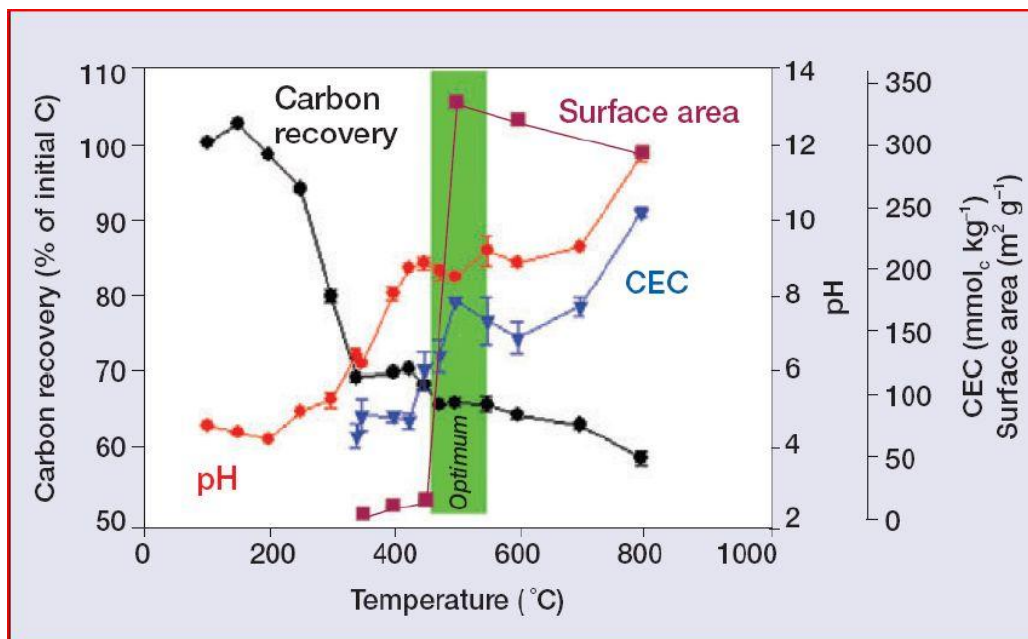 110
100
90
80
70
60
50
Carbon recovery (% of initial C)
Carbon
recovery
Surface area
CEC
pH
Optimum
14
12
10
8
6
4
2
pH
350
300
250
200
150
100
50
0
CEC (mmolc kg−1)
Surface area (m2 g−1)
0 200 400 600 800 1000
Temperature (°C)